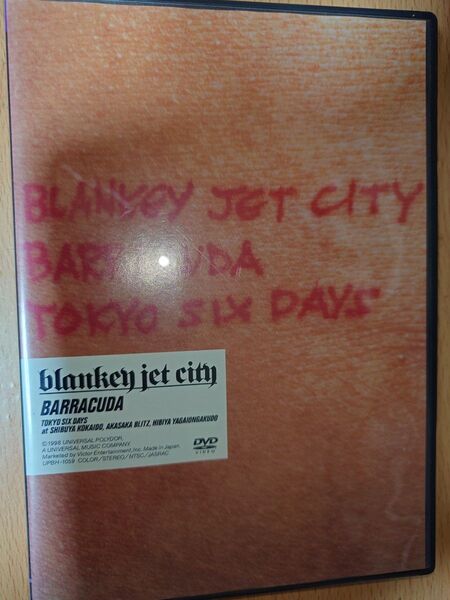 BLANKEY JET CITY
BARRACUDA
TOKYO SIX DAYS
blankey jet city
BARRACUDA
TOKYO SIX DAYS
at SHIBUYA KOKAIDO, AKASAKA BLITZ, HIBIYA YAGAIONGAKUDO
©1998 UNIVERSAL POLYDOR,
A UNIVERSAL MUSIC COMPANY.
Marketed by Victor Entertainment, Inc. Made in Japan.
UPBH-1059 COLOR/STEREO/NTSC/JASRAC
DVD
VIDEO